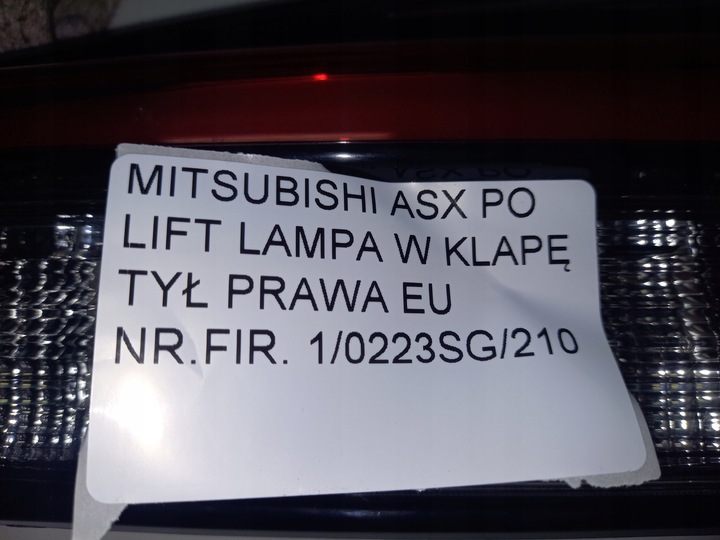 MITSUBISHI ASX PO
LIFT LAMPA W KLAPĘ
TYŁ PRAWA EU
NR.FIR. 1/0223SG/210